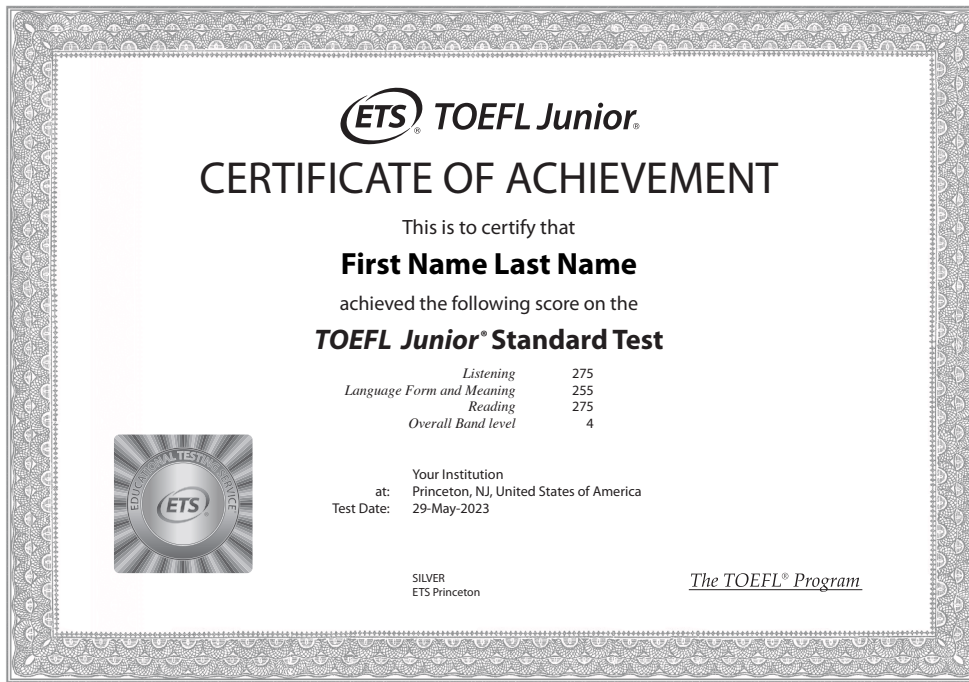 ETS® TOEFL Junior®
CERTIFICATE OF ACHIEVEMENT
This is to certify that
First Name Last Name
achieved the following score on the
TOEFL Junior® Standard Test
Listening 275
Language Form and Meaning 255
Reading 275
Overall Band level 4
Your Institution
at: Princeton, NJ, United States of America
Test Date: 29-May-2023
EDUCATIONAL TESTING SERVICE
ETS®
SILVER
ETS Princeton
The TOEFL® Program